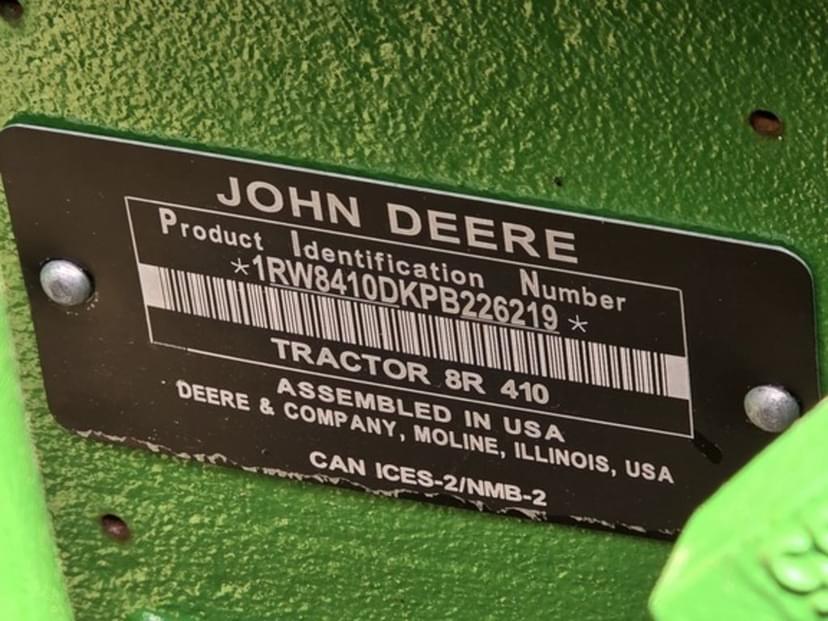 JOHN DEERE
Product Identification Number
*1RW8410DKPB226219*
TRACTOR 8R 410
ASSEMBLED IN USA
DEERE & COMPANY, MOLINE, ILLINOIS, USA
CAN ICES-2/NMB-2